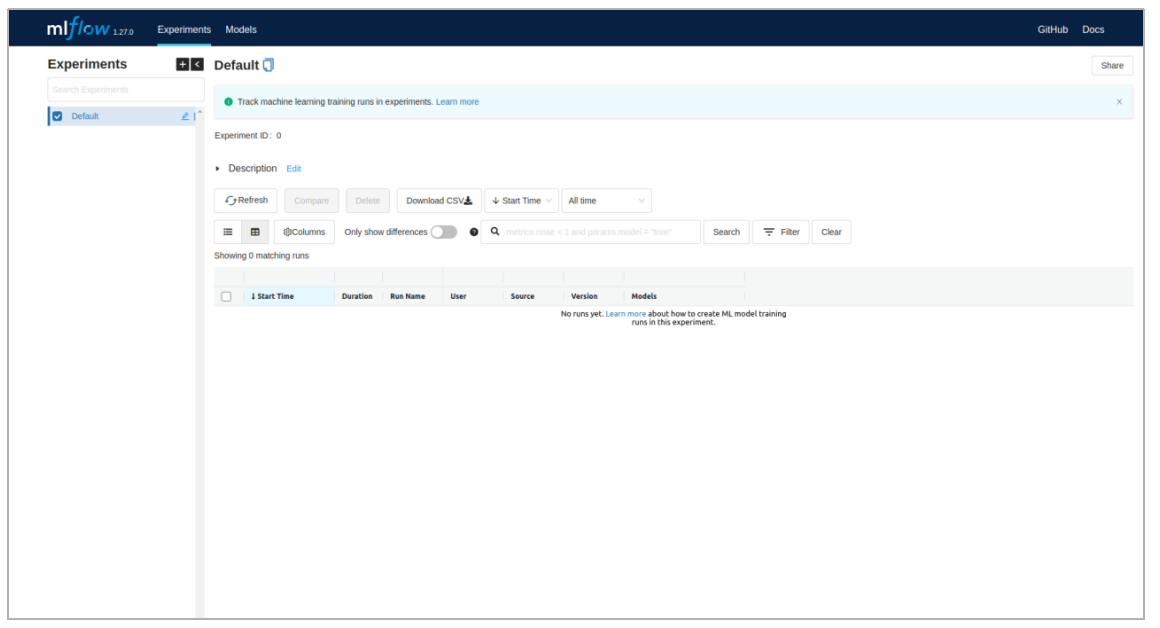 mlflow 1.27.0 Experiments Models GitHub Docs
Experiments + < Default Share
Search Experiments
Track machine learning training runs in experiments. Learn more X
Default
Experiment ID: 0
Description Edit
Refresh Compare Delete Download CSV ↓ Start Time All time
Columns Only show differences ? metrics.rmse < 1 and params.model = "tree" Search Filter Clear
Showing 0 matching runs
↓ Start Time Duration Run Name User Source Version Models
No runs yet. Learn more about how to create ML model training
runs in this experiment.